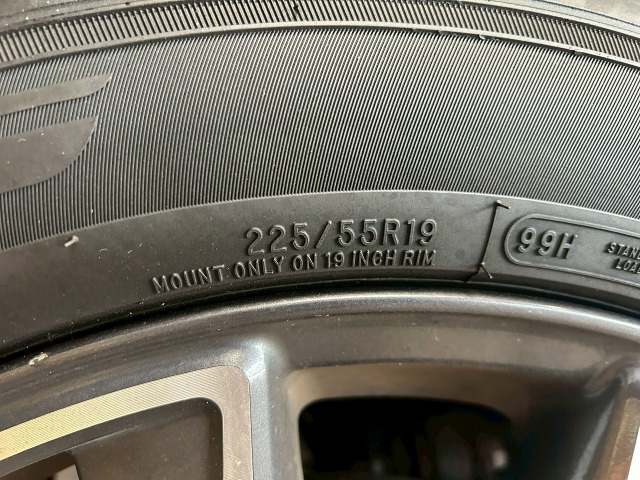 225/55R19
MOUNT ONLY ON 19 INCH RIM
99H